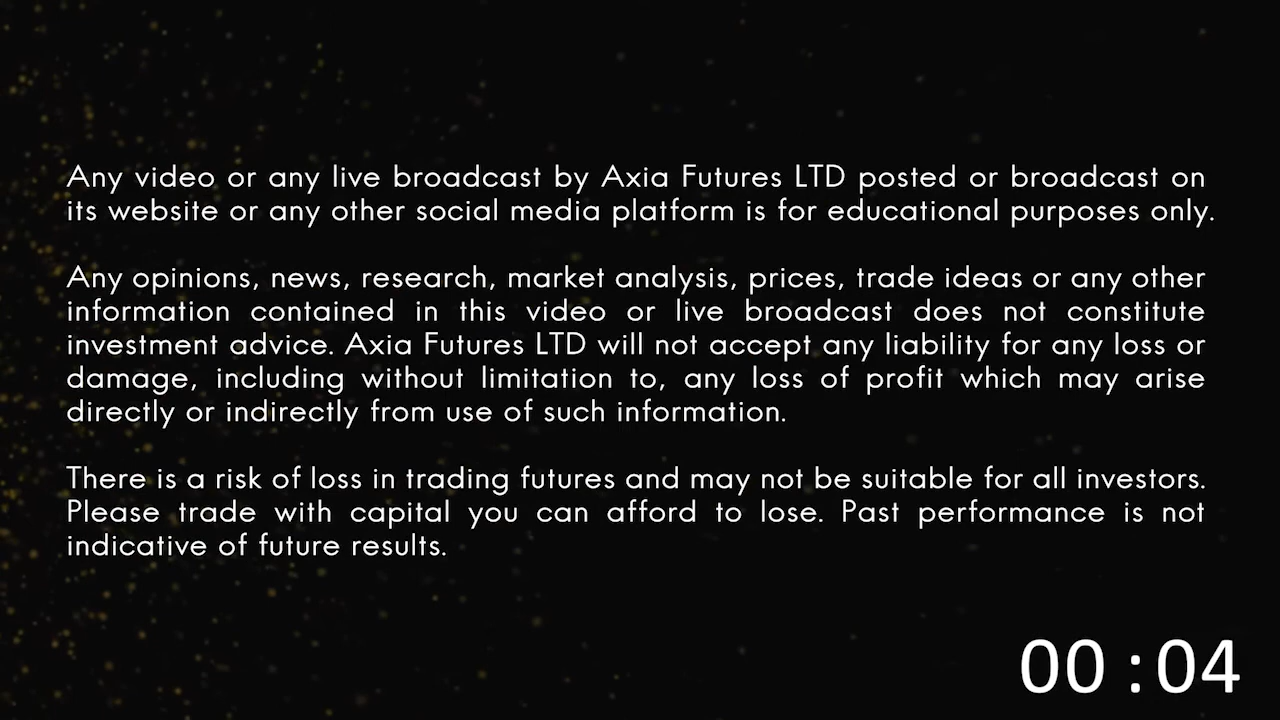 Any video or any live broadcast by Axia Futures LTD posted or broadcast on
its website or any other social media platform is for educational purposes only.
Any opinions, news, research, market analysis, prices, trade ideas or any other
information contained in this video or live broadcast does not constitute
investment advice. Axia Futures LTD will not accept any liability for any loss or
damage, including without limitation to, any loss of profit which may arise
directly or indirectly from use of such information.
There is a risk of loss in trading futures and may not be suitable for all investors.
Please trade with capital you can afford to lose. Past performance is not
indicative of future results.
00:04